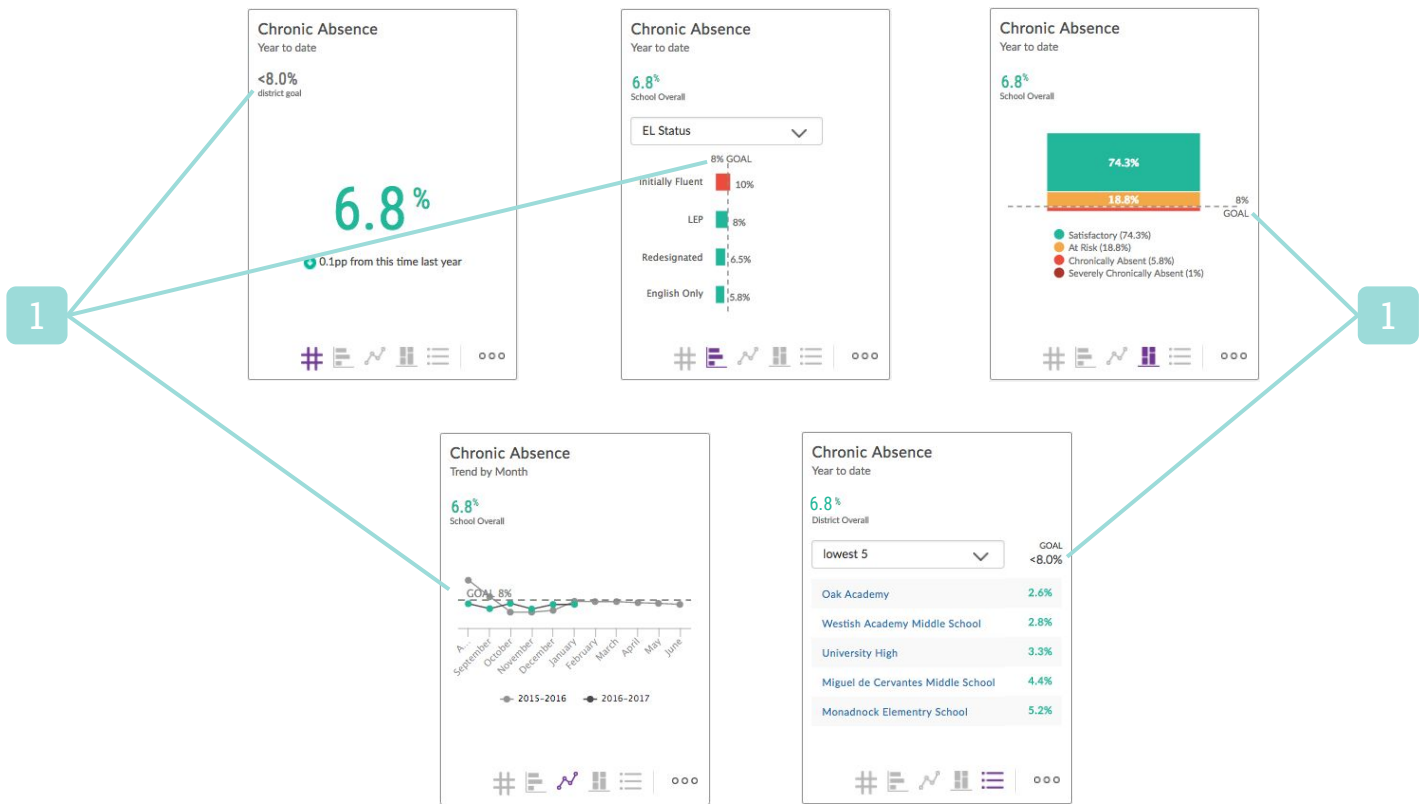 Chronic Absence
Year to date
<8.0%
district goal
6.8%
0.1pp from this time last year
Chronic Absence
Year to date
6.8%
School Overall
EL Status
8% GOAL
Initially Fluent 10%
LEP 8%
Redesignated 6.5%
English Only 5.8%
Chronic Absence
Year to date
6.8%
School Overall
74.3%
18.8%
8%
GOAL
Satisfactory (74.3%)
At Risk (18.8%)
Chronically Absent (5.8%)
Severely Chronically Absent (1%)
1
1
Chronic Absence
Trend by Month
6.8%
School Overall
GOAL 8%
A... September October November December January February March April May June
2015-2016 2016-2017
Chronic Absence
Year to date
6.8%
District Overall
lowest 5
GOAL
<8.0%
Oak Academy 2.6%
Westish Academy Middle School 2.8%
University High 3.3%
Miguel de Cervantes Middle School 4.4%
Monadnock Elementry School 5.2%